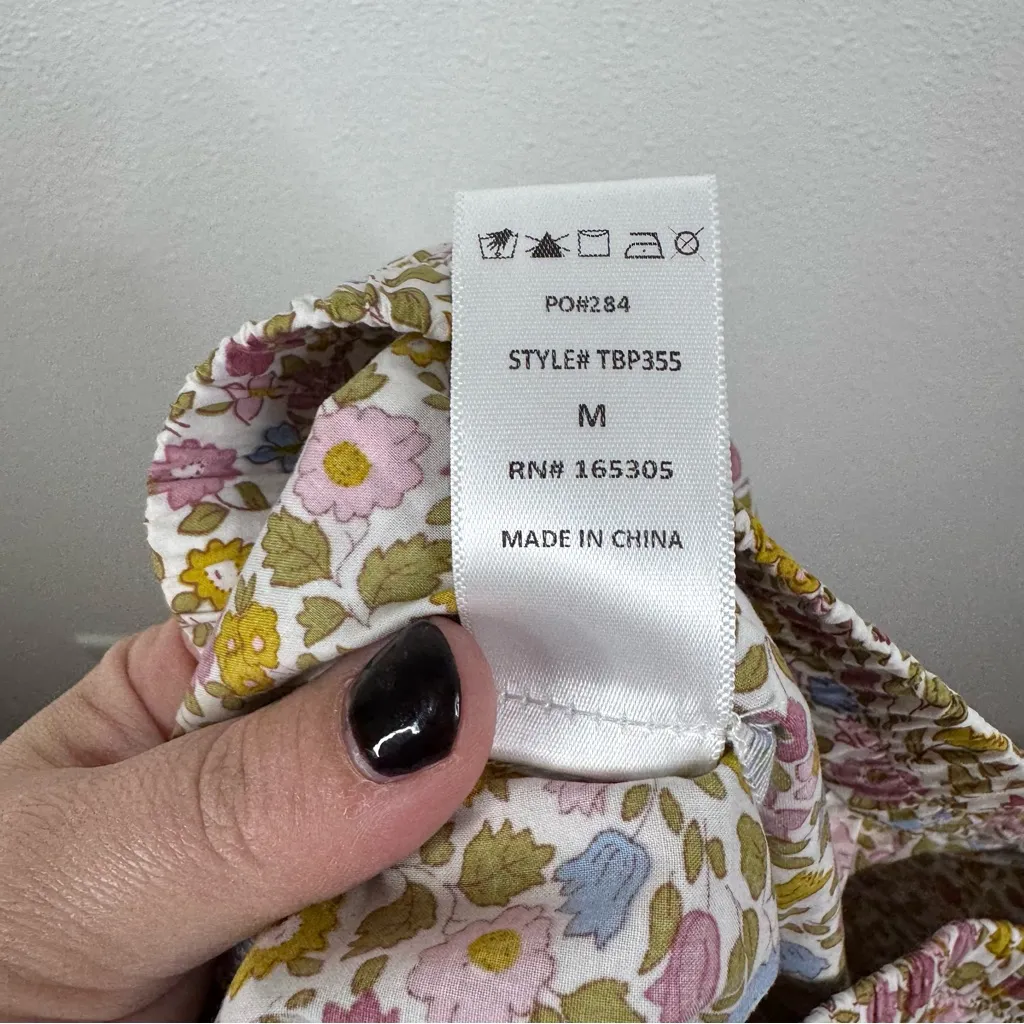 PO#284
STYLE# TBP355
M
RN# 165305
MADE IN CHINA